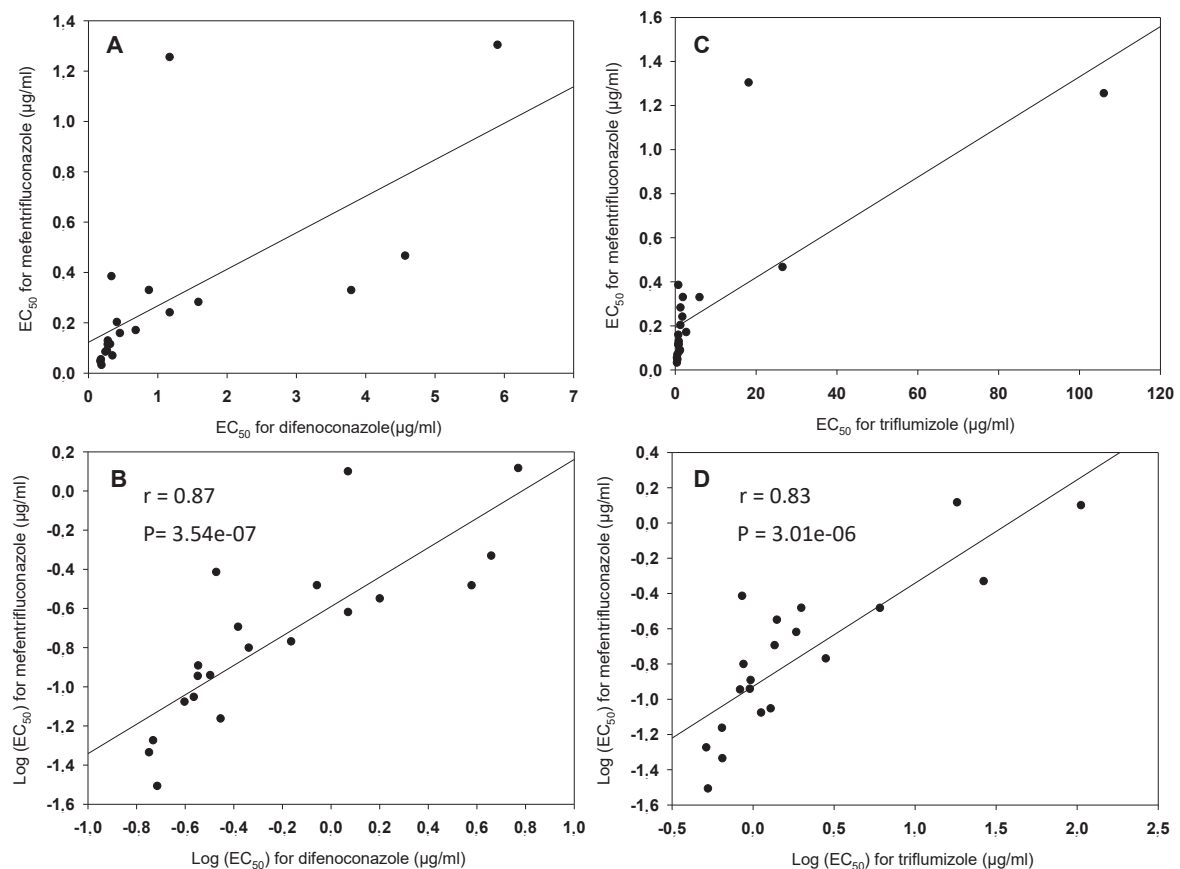 A
EC50 for mefentrifluconazole (µg/ml)
1.4
1.2
1.0
0.8
0.6
0.4
0.2
0.0
0 1 2 3 4 5 6 7
EC50 for difenoconazole(µg/ml)
C
EC50 for mefentrifluconazole (µg/ml)
1.6
1.4
1.2
1.0
0.8
0.6
0.4
0.2
0.0
0 20 40 60 80 100 120
EC50 for triflumizole (µg/ml)
B
r = 0.87
P= 3.54e-07
Log (EC50) for mefentrifluconazole (µg/ml)
0.2
0.0
-0.2
-0.4
-0.6
-0.8
-1.0
-1.2
-1.4
-1.6
-1.0 -0.8 -0.6 -0.4 -0.2 0.0 0.2 0.4 0.6 0.8 1.0
Log (EC50) for difenoconazole (µg/ml)
D
r = 0.83
P = 3.01e-06
Log (EC50) for mefentrifluconazole (µg/ml)
0.4
0.2
0.0
-0.2
-0.4
-0.6
-0.8
-1.0
-1.2
-1.4
-1.6
-0.5 0.0 0.5 1.0 1.5 2.0 2.5
Log (EC50) for triflumizole (µg/ml)